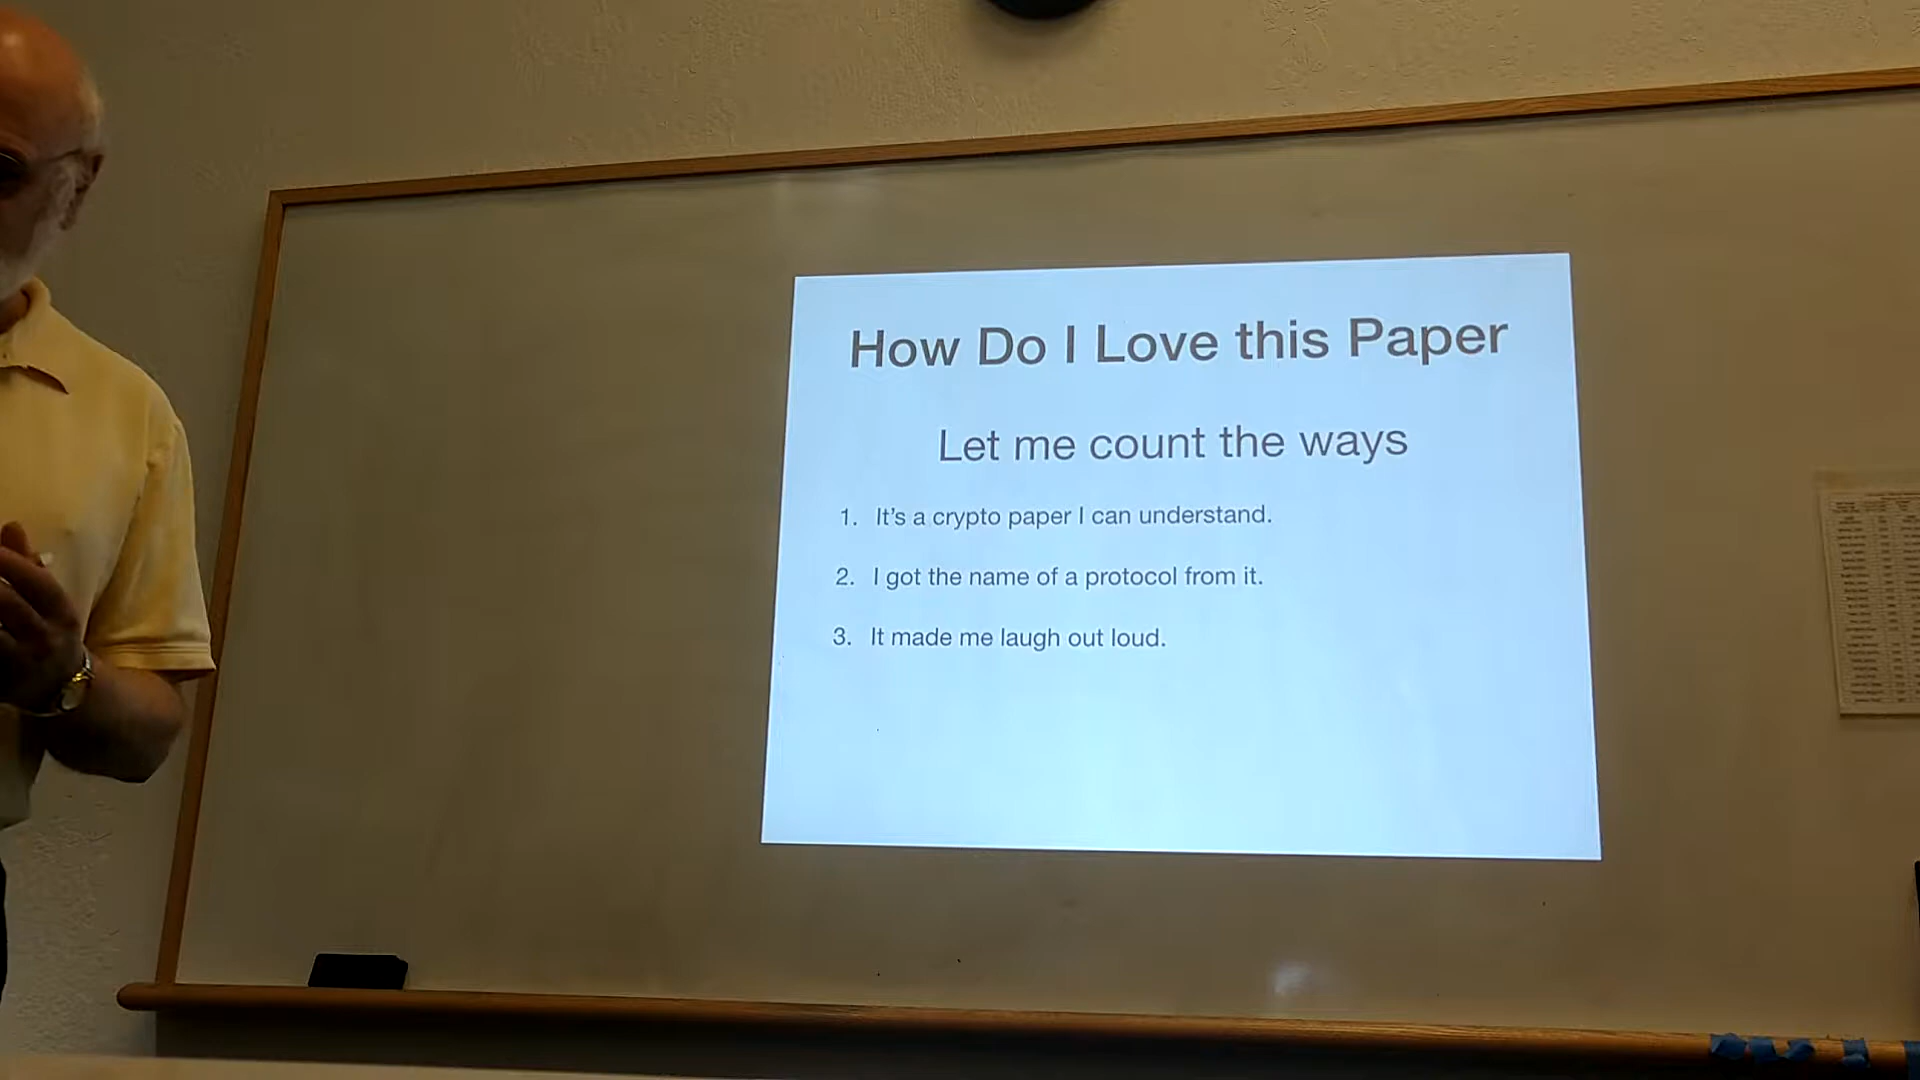 How Do I Love this Paper
Let me count the ways
1. It's a crypto paper I can understand.
2. I got the name of a protocol from it.
3. It made me laugh out loud.